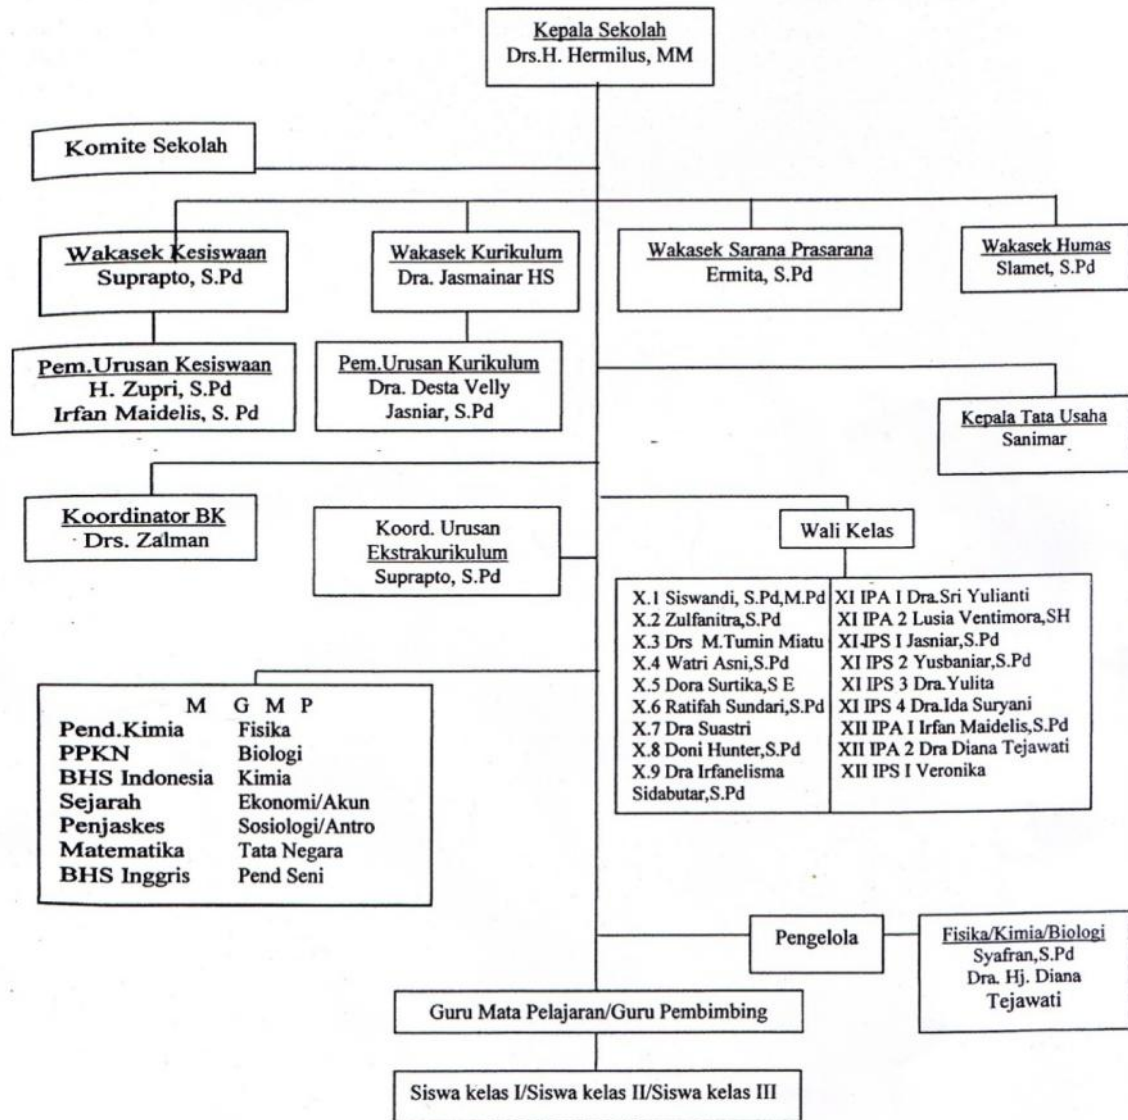 Kepala Sekolah
Drs.H. Hermilus, MM
Komite Sekolah
Wakasek Kesiswaan
Suprapto, S.Pd
Wakasek Kurikulum
Dra. Jasmainar HS
Wakasek Sarana Prasarana
Ermita, S.Pd
Wakasek Humas
Slamet, S.Pd
Pem.Urusan Kesiswaan
H. Zupri, S.Pd
Irfan Maidelis, S. Pd
Pem.Urusan Kurikulum
Dra. Desta Velly
Jasniar, S.Pd
Kepala Tata Usaha
Sanimar
Koordinator BK
Drs. Zalman
Koord. Urusan
Ekstrakurikulum
Suprapto, S.Pd
Wali Kelas
X.1 Siswandi, S.Pd,M.Pd
X.2 Zulfanitra,S.Pd
X.3 Drs M.Tumin Miatu
X.4 Watri Asni,S.Pd
X.5 Dora Surtika,S E
X.6 Ratifah Sundari,S.Pd
X.7 Dra Suastri
X.8 Doni Hunter,S.Pd
X.9 Dra Irfanelisma
Sidabutar,S.Pd
XI IPA I Dra.Sri Yulianti
XI IPA 2 Lusia Ventimora,SH
XI.IPS I Jasniar,S.Pd
XI IPS 2 Yusbaniar,S.Pd
XI IPS 3 Dra.Yulita
XI IPS 4 Dra.Ida Suryani
XII IPA I Irfan Maidelis,S.Pd
XII IPA 2 Dra Diana Tejawati
XII IPS I Veronika
M G M P
Pend.Kimia Fisika
PPKN Biologi
BHS Indonesia Kimia
Sejarah Ekonomi/Akun
Penjaskes Sosiologi/Antro
Matematika Tata Negara
BHS Inggris Pend Seni
Pengelola
Fisika/Kimia/Biologi
Syafran,S.Pd
Dra. Hj. Diana
Tejawati
Guru Mata Pelajaran/Guru Pembimbing
Siswa kelas I/Siswa kelas II/Siswa kelas III